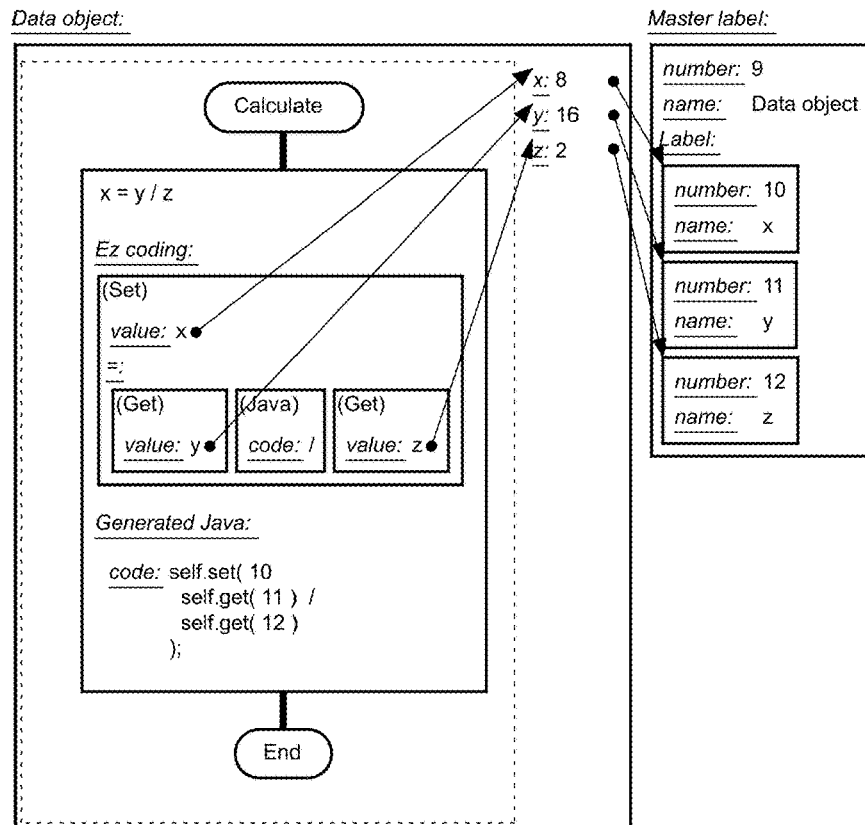 Data object:
Master label:
Calculate
x: 8
y: 16
z: 2
number: 9
name: Data object
Label:
number: 10
name: x
number: 11
name: y
number: 12
name: z
x = y / z
Ez coding:
(Set)
value: x
=:
(Get)
value: y
(Java)
code: /
(Get)
value: z
Generated Java:
code: self.set( 10
self.get( 11 ) /
self.get( 12 )
);
End